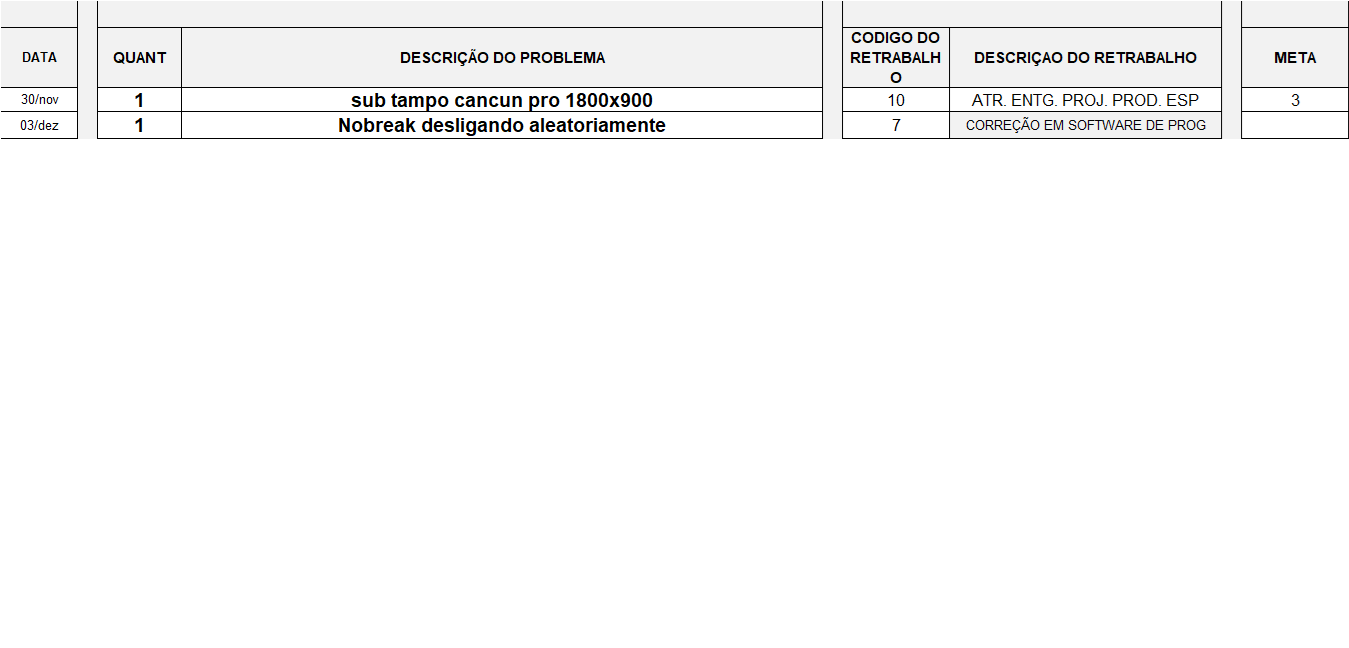 DATA QUANT DESCRIÇÃO DO PROBLEMA CODIGO DO RETRABALH O DESCRIÇAO DO RETRABALHO META
30/nov 1 sub tampo cancun pro 1800x900 10 ATR. ENTG. PROJ. PROD. ESP 3
03/dez 1 Nobreak desligando aleatoriamente 7 CORREÇÃO EM SOFTWARE DE PROG